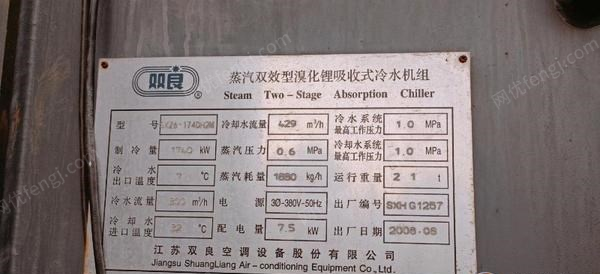 双良®
蒸汽双效型溴化锂吸收式冷水机组
Steam Two-Stage Absorption Chiller
型号 冷却水流量 429 m³/h 冷水系统最高工作压力 1.0 MPa
制冷量 1740 kW 蒸汽压力 0.6 MPa 冷却水系统最高工作压力 1.0 MPa
冷水出口温度 °C 蒸汽耗量 1880 kg/h 运行重量 21 t
冷水流量 300 m³/h 电源 3Ø-380V-50Hz 出厂编号 SXHG1257
冷却水进口温度 32 °C 配电量 7.5 kW 出厂日期 2008.08
江苏双良空调设备股份有限公司
Jiangsu ShuangLiang Air-conditioning Equipment Co.,Ltd.